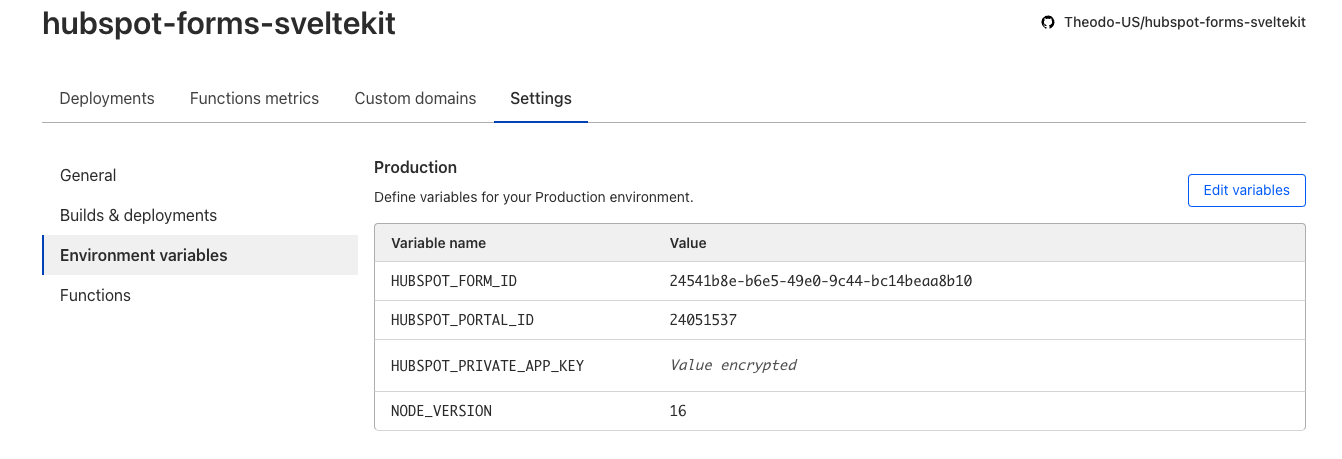 hubspot-forms-sveltekit
Theodo-US/hubspot-forms-sveltekit
Deployments Functions metrics Custom domains Settings
General
Builds & deployments
Environment variables
Functions
Production
Define variables for your Production environment.
Edit variables
Variable name Value
HUBSPOT_FORM_ID 24541b8e-b6e5-49e0-9c44-bc14beaa8b10
HUBSPOT_PORTAL_ID 24051537
HUBSPOT_PRIVATE_APP_KEY Value encrypted
NODE_VERSION 16